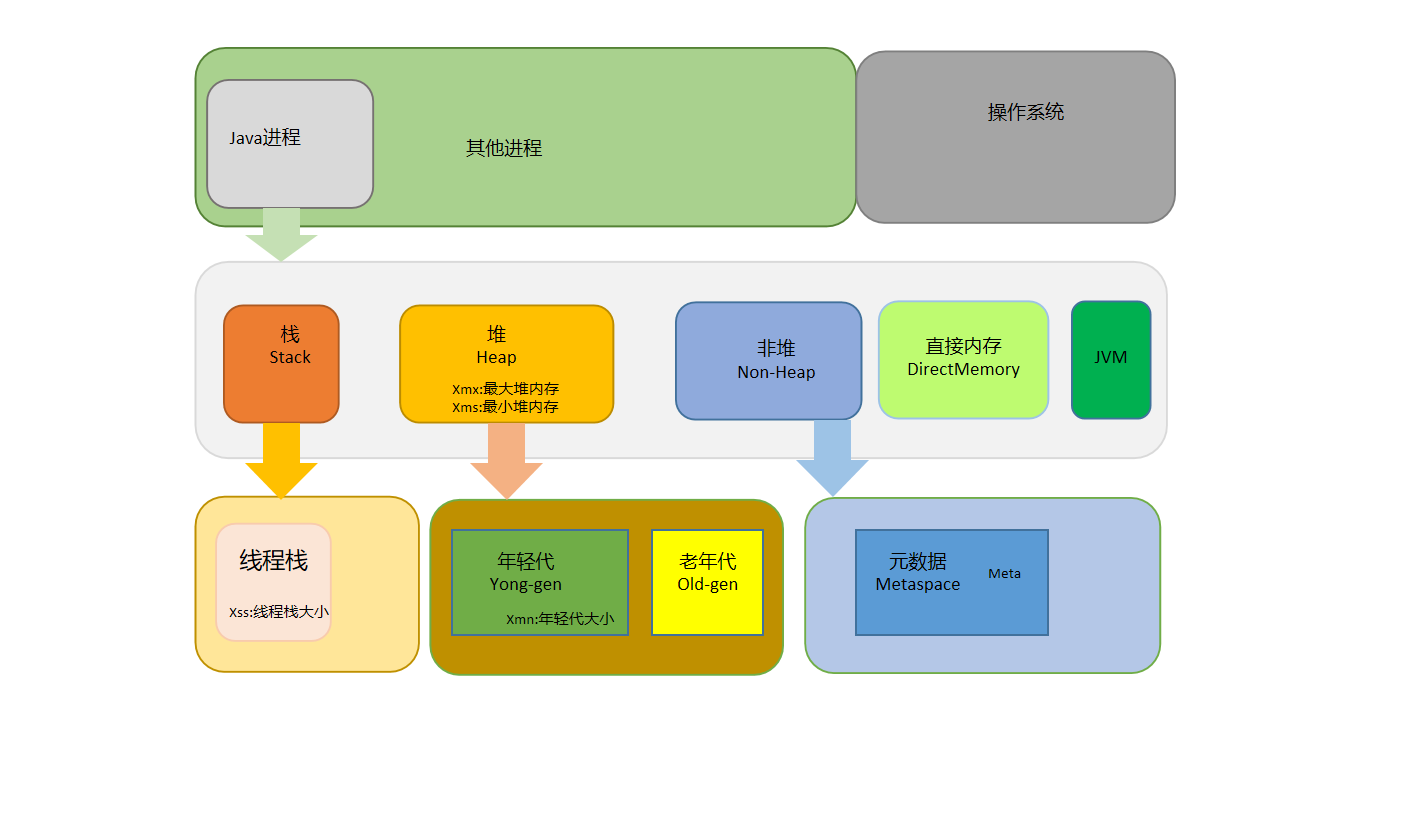 Java进程
其他进程
操作系统
栈
Stack
堆
Heap
Xmx:最大堆内存
Xms:最小堆内存
非堆
Non-Heap
直接内存
DirectMemory
JVM
线程栈
Xss:线程栈大小
年轻代
Yong-gen
Xmn:年轻代大小
老年代
Old-gen
元数据
Metaspace
Meta